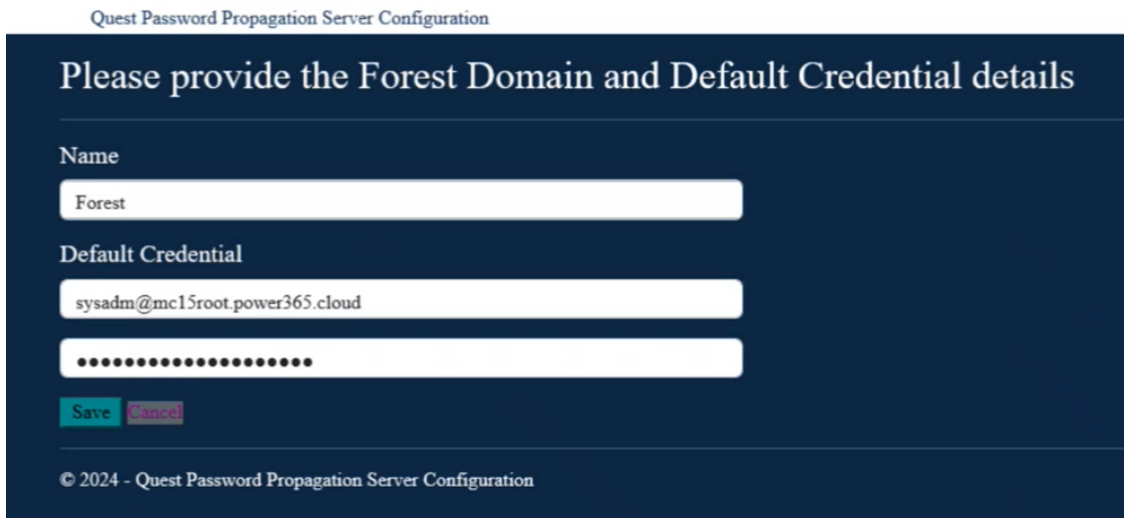 Quest Password Propagation Server Configuration
Please provide the Forest Domain and Default Credential details
Name
Forest
Default Credential
sysadm@mc15root.power365.cloud
●●●●●●●●●●●●●●●●●●●●
Save Cancel
© 2024 - Quest Password Propagation Server Configuration